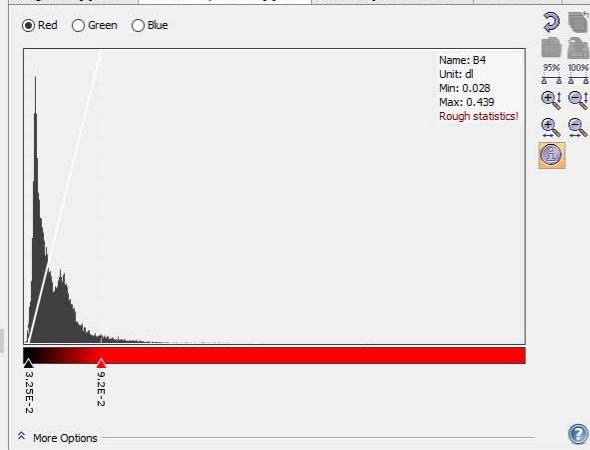 Red Green Blue
Name: B4
Unit: dl
Min: 0.028
Max: 0.439
Rough statistics!
95% 100%
3.25E-2
9.2E-2
More Options